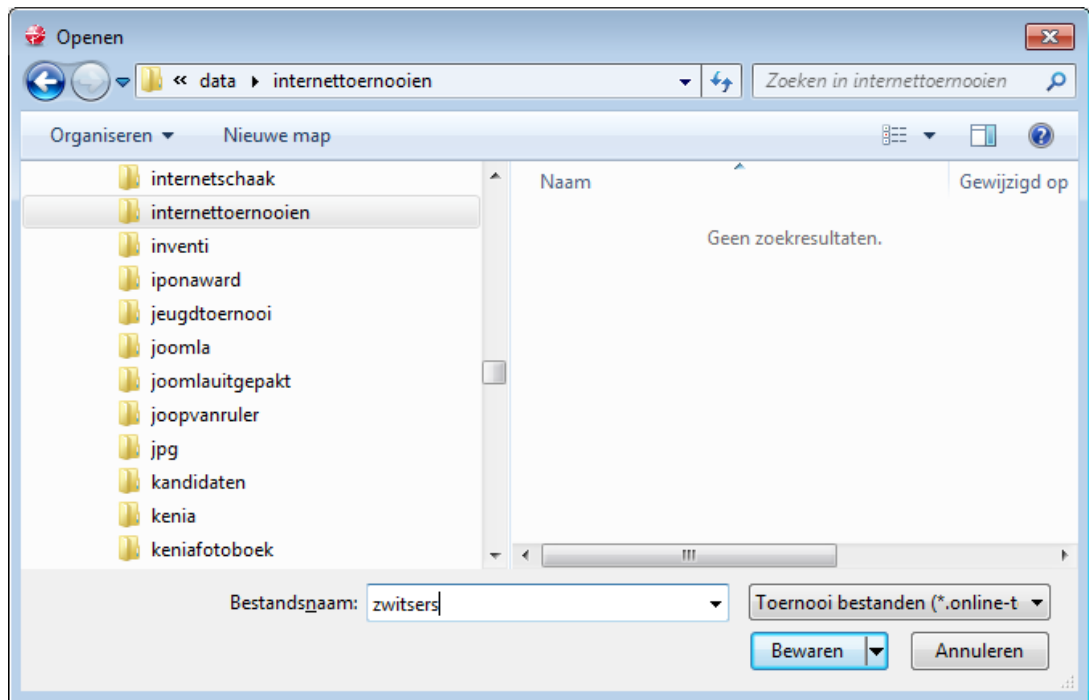 Openen
« data ▸ internettoernooien
Zoeken in internettoernooien
Organiseren Nieuwe map
internetschaak
internettoernooien
inventi
iponaward
jeugdtoernooi
joomla
joomlauitgepakt
joopvanruler
jpg
kandidaten
kenia
keniafotoboek
Naam Gewijzigd op
Geen zoekresultaten.
Bestandsnaam: zwitsers
Toernooi bestanden (*.online-t
Bewaren Annuleren